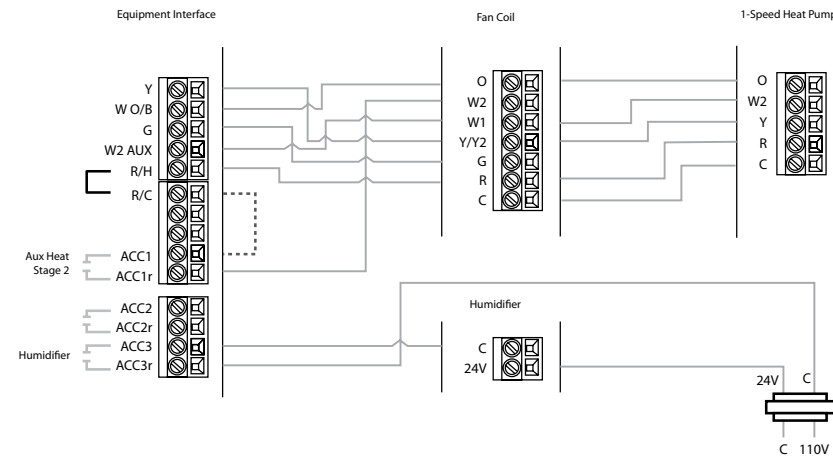 Equipment Interface
Fan Coil
1-Speed Heat Pump
Y
W O/B
G
W2 AUX
R/H
R/C
Aux Heat
Stage 2
ACC1
ACC1r
ACC2
ACC2r
Humidifier
ACC3
ACC3r
O
W2
W1
Y/Y2
G
R
C
O
W2
Y
R
C
Humidifier
C
24V
24V
C
C
110V